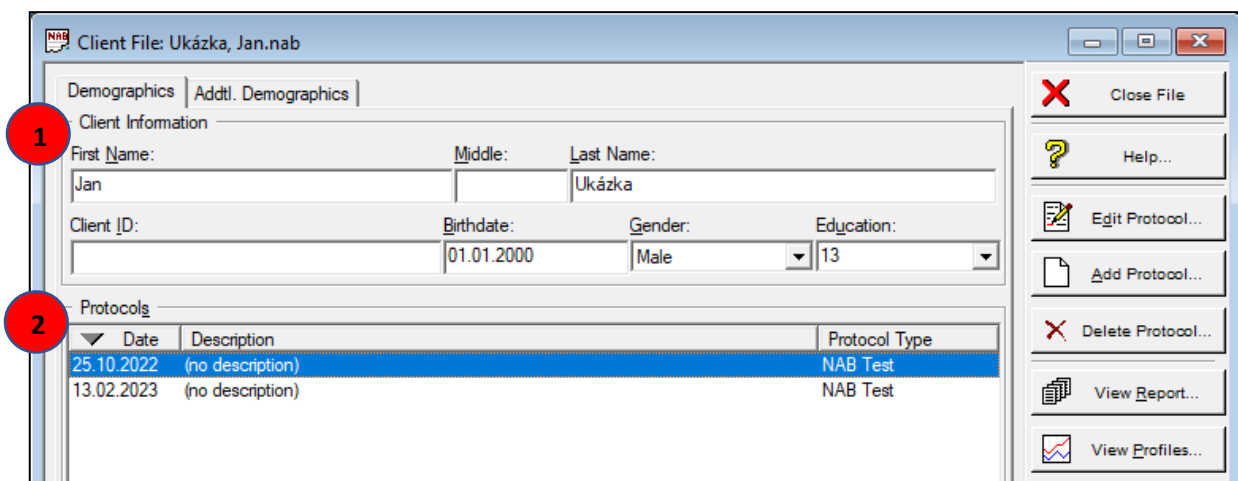 NAB
Client File: Ukázka, Jan.nab
Demographics Addtl. Demographics
1
Client Information
First Name: Middle: Last Name:
Jan Ukázka
Client ID: Birthdate: Gender: Education:
01.01.2000 Male 13
2
Protocols
Date Description Protocol Type
25.10.2022 (no description) NAB Test
13.02.2023 (no description) NAB Test
Close File
Help...
Edit Protocol...
Add Protocol...
Delete Protocol...
View Report...
View Profiles...